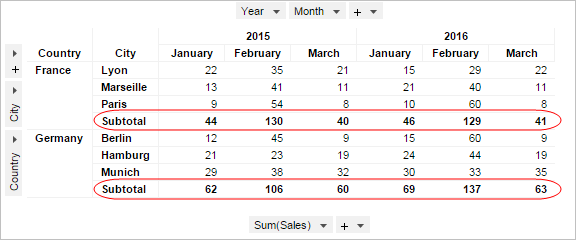 Year Month +
2015 2016
Country City January February March January February March
France Lyon 22 35 21 15 29 22
Marseille 13 41 11 21 40 11
Paris 9 54 8 10 60 8
Subtotal 44 130 40 46 129 41
Germany Berlin 12 45 9 15 60 9
Hamburg 21 23 19 24 44 19
Munich 29 38 32 30 33 35
Subtotal 62 106 60 69 137 63
+
City
Country
Sum(Sales) +